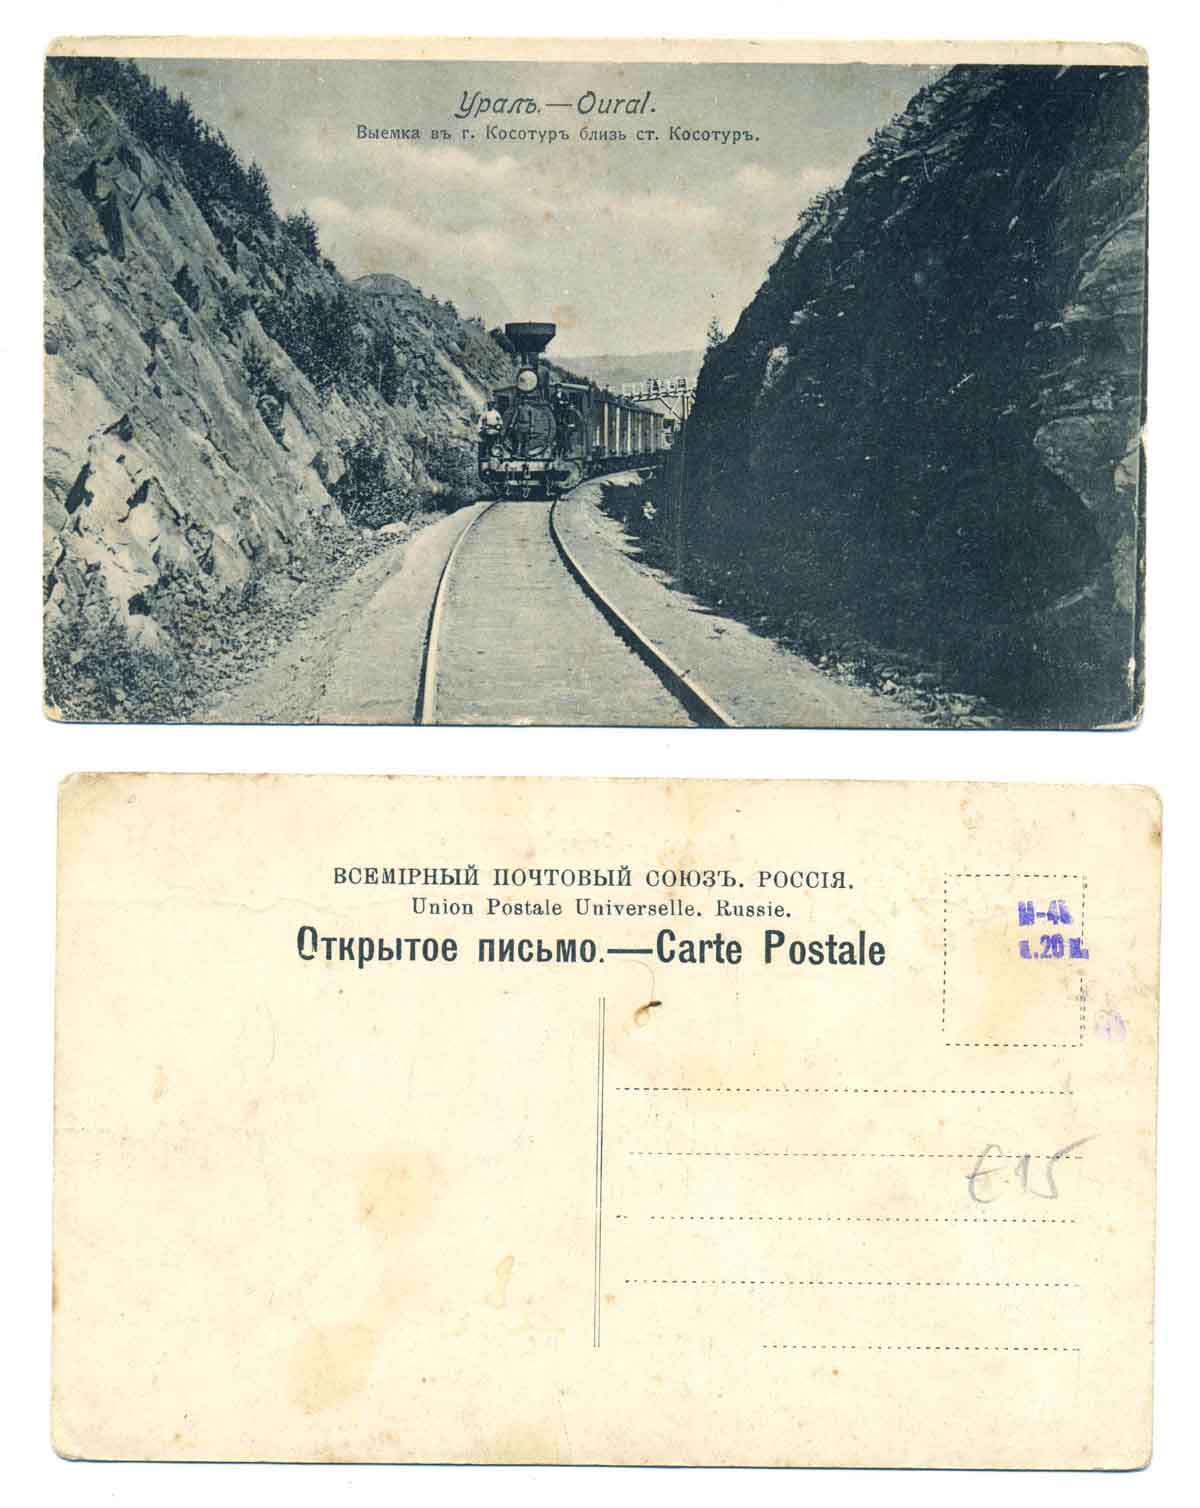 Уралъ.—Oural.
Выемка въ г. Косотуръ близь ст. Косотуръ.
ВСЕМІРНЫЙ ПОЧТОВЫЙ СОЮЗЪ. РОССІЯ.
Union Postale Universelle. Russie.
Открытое письмо.—Carte Postale
.20 к.
€15